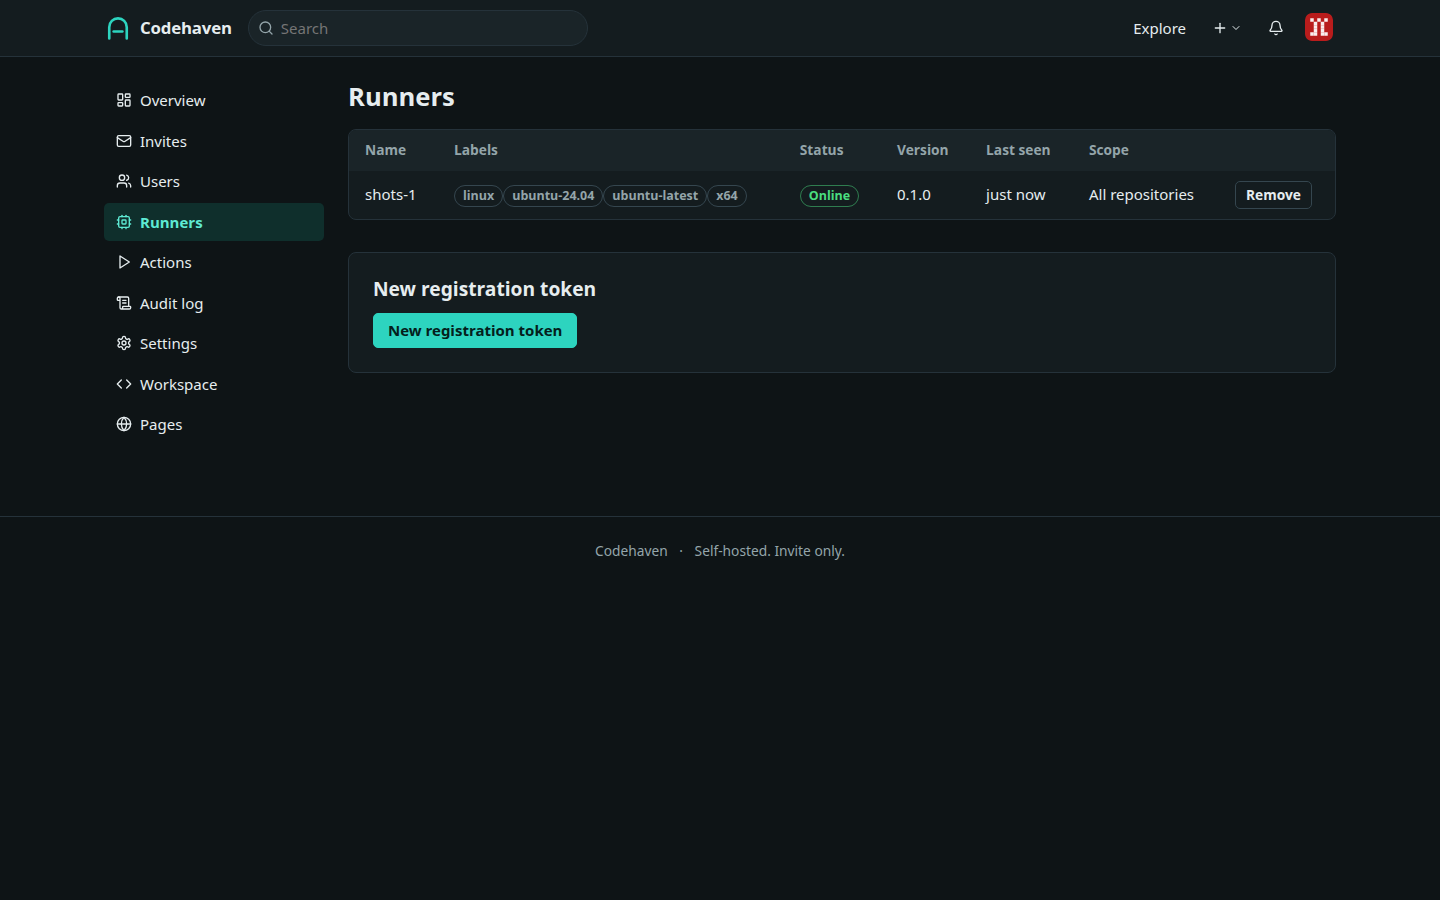 Codehaven
Search
Explore
Overview
Invites
Users
Runners
Actions
Audit log
Settings
Workspace
Pages
Runners
Name Labels Status Version Last seen Scope
shots-1 linux ubuntu-24.04 ubuntu-latest x64 Online 0.1.0 just now All repositories Remove
New registration token
New registration token
Codehaven · Self-hosted. Invite only.